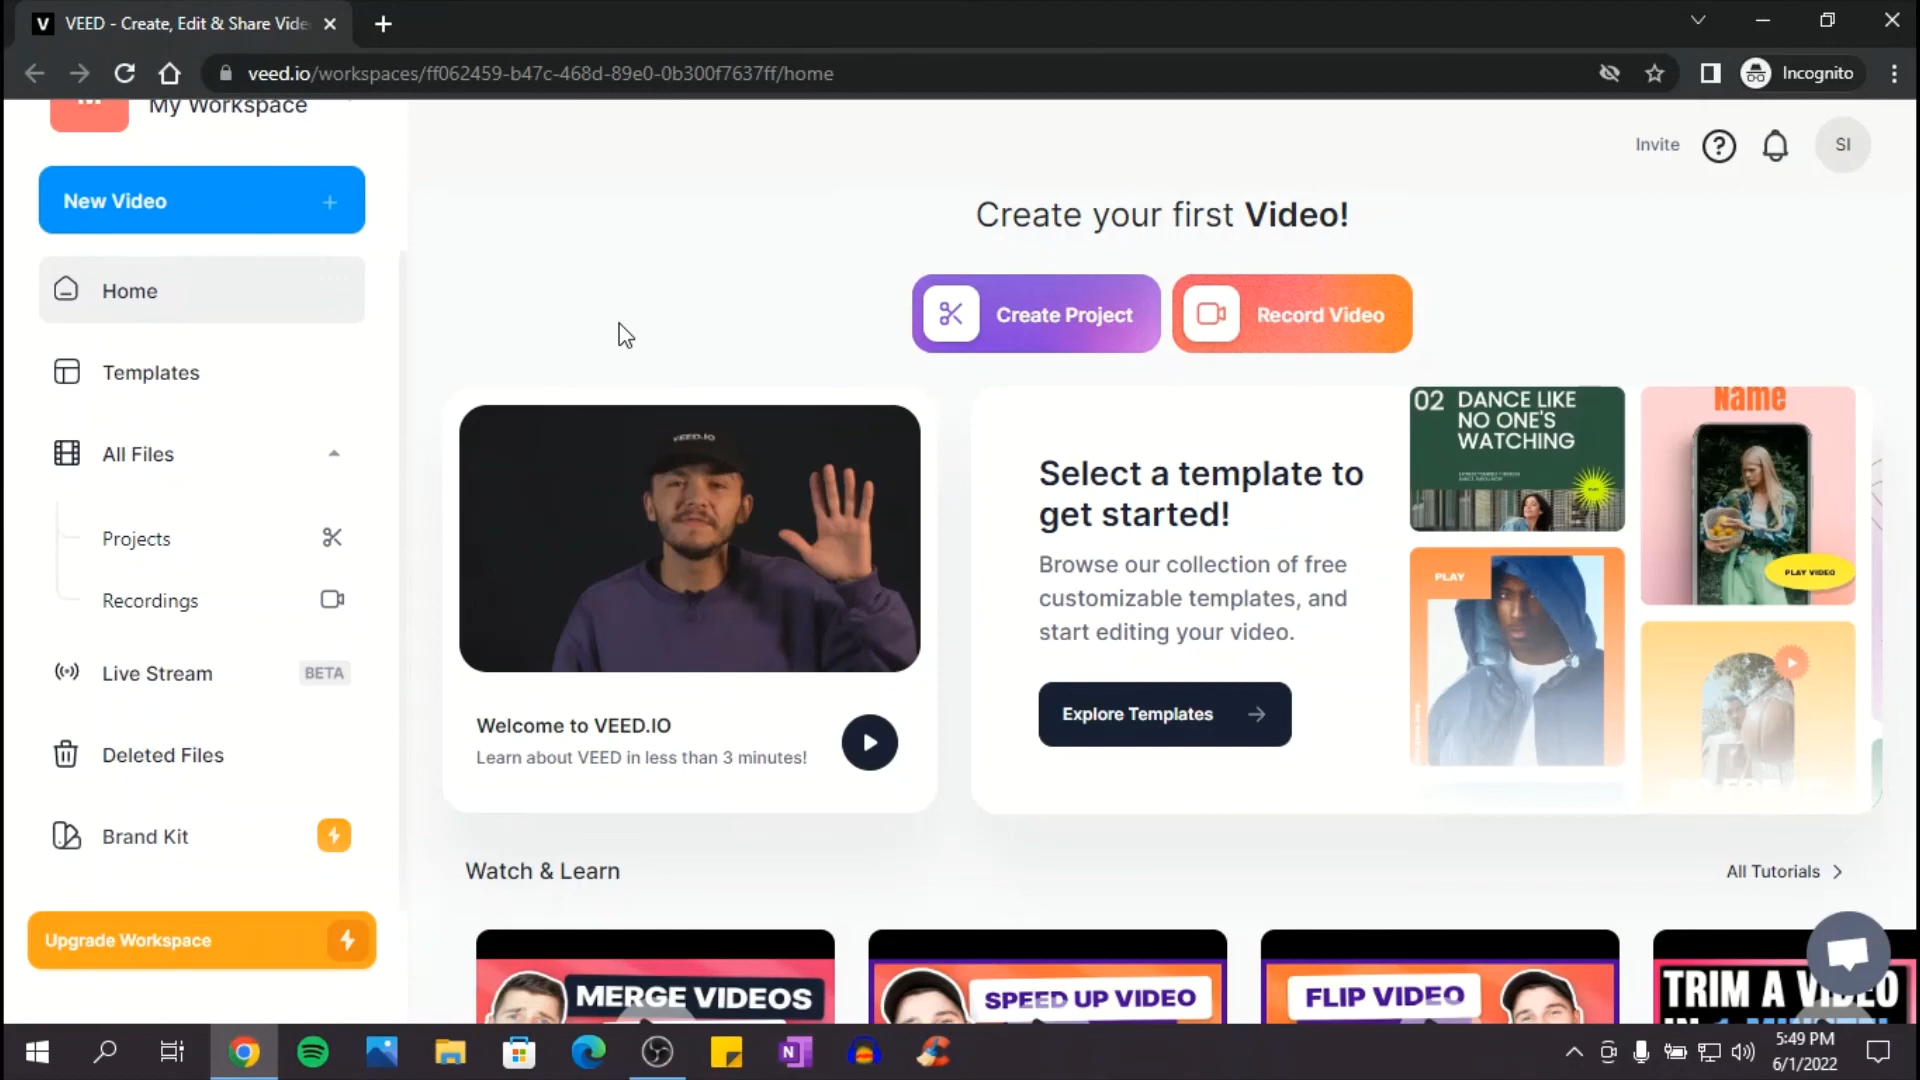 VEED - Create, Edit & Share Vide
veed.io/workspaces/ff062459-b47c-468d-89e0-0b300f7637ff/home
Incognito
My Workspace
New Video +
Home
Templates
All Files
Projects
Recordings
Live Stream
BETA
Deleted Files
Brand Kit
Upgrade Workspace
Invite
SI
Create your first Video!
Create Project
Record Video
VEED.IO
Welcome to VEED.IO
Learn about VEED in less than 3 minutes!
Select a template to
get started!
Browse our collection of free
customizable templates, and
start editing your video.
Explore Templates
02 DANCE LIKE
NO ONE'S
WATCHING
PLAY
Name
PLAY VIDEO
Watch & Learn
All Tutorials
MERGE VIDEOS
SPEED UP VIDEO
FLIP VIDEO
TRIM A VIDEO
5:49 PM
6/1/2022